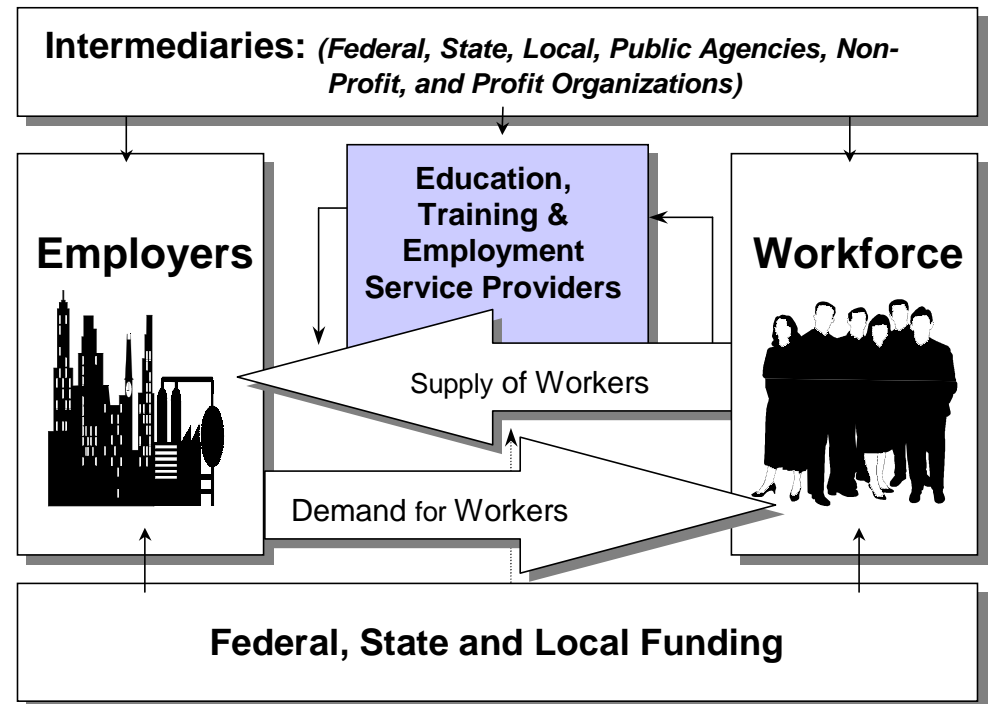 Intermediaries: (Federal, State, Local, Public Agencies, Non-
Profit, and Profit Organizations)
Education,
Training &
Employment
Service Providers
Employers
Workforce
Supply of Workers
Demand for Workers
Federal, State and Local Funding